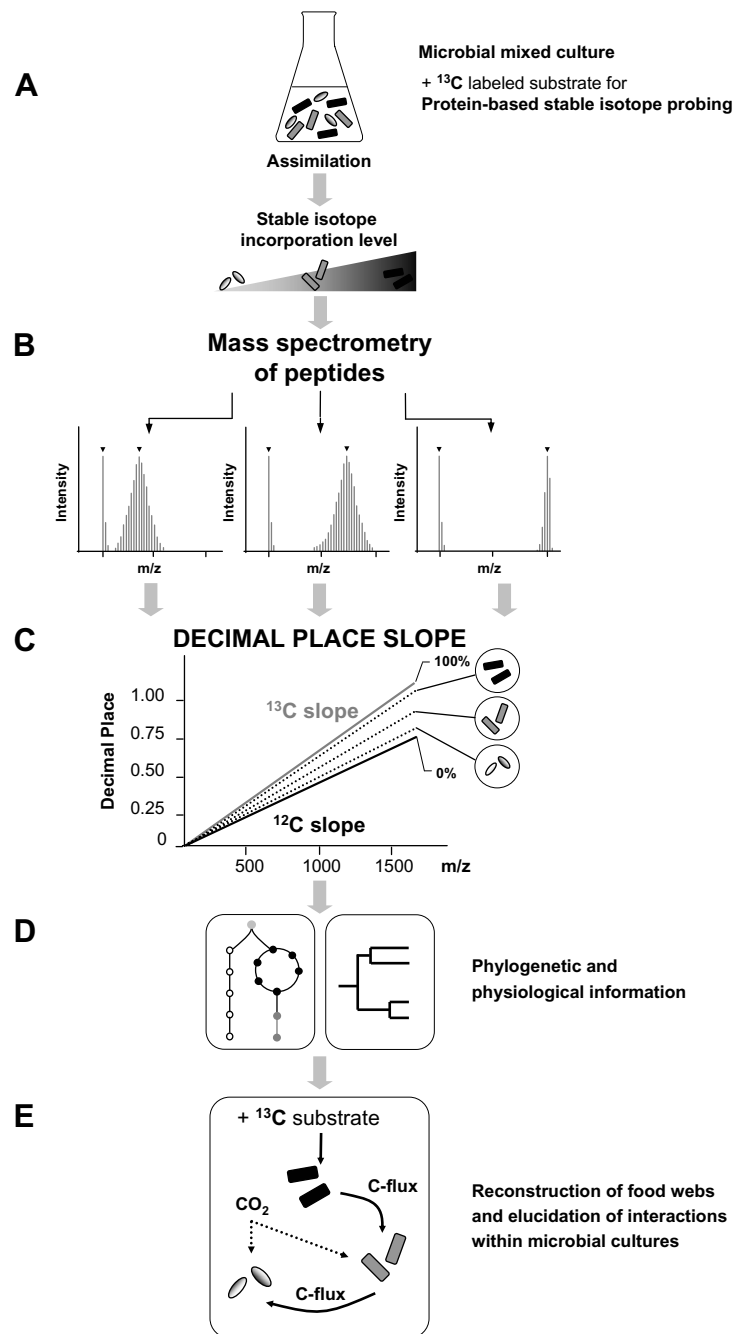 A
Microbial mixed culture
+ ¹³C labeled substrate for
Protein-based stable isotope probing
Assimilation
Stable isotope
incorporation level
B
Mass spectrometry
of peptides
Intensity
m/z
Intensity
m/z
Intensity
m/z
C
DECIMAL PLACE SLOPE
Decimal Place
1.00
0.75
0.50
0.25
0
¹³C slope
¹²C slope
100%
0%
500
1000
1500
m/z
D
Phylogenetic and
physiological information
E
+ ¹³C substrate
C-flux
CO₂
C-flux
Reconstruction of food webs
and elucidation of interactions
within microbial cultures